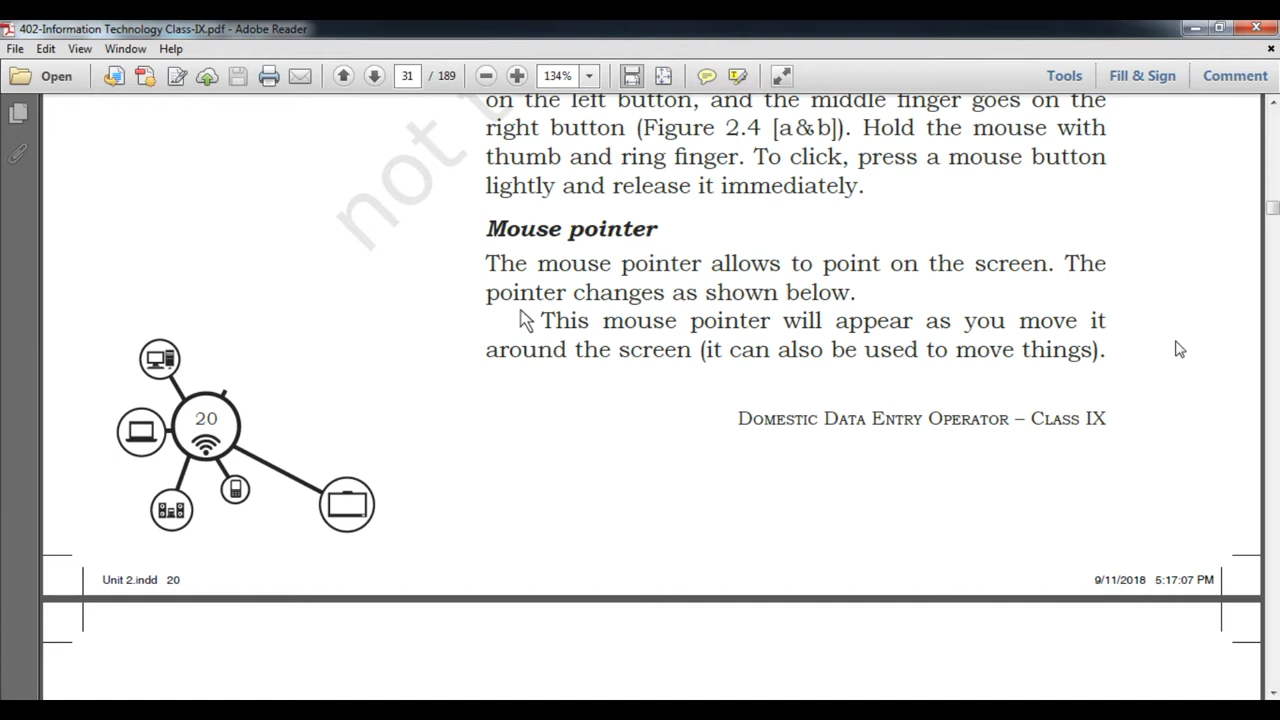 402-Information Technology Class-IX.pdf - Adobe Reader
File Edit View Window Help
Open 31 / 189 134% Tools Fill & Sign Comment
on the left button, and the middle finger goes on the
right button (Figure 2.4 [a&b]). Hold the mouse with
thumb and ring finger. To click, press a mouse button
lightly and release it immediately.
Mouse pointer
The mouse pointer allows to point on the screen. The
pointer changes as shown below.
This mouse pointer will appear as you move it
around the screen (it can also be used to move things).
20
Domestic Data Entry Operator – Class IX
Unit 2.indd 20
9/11/2018 5:17:07 PM
not t